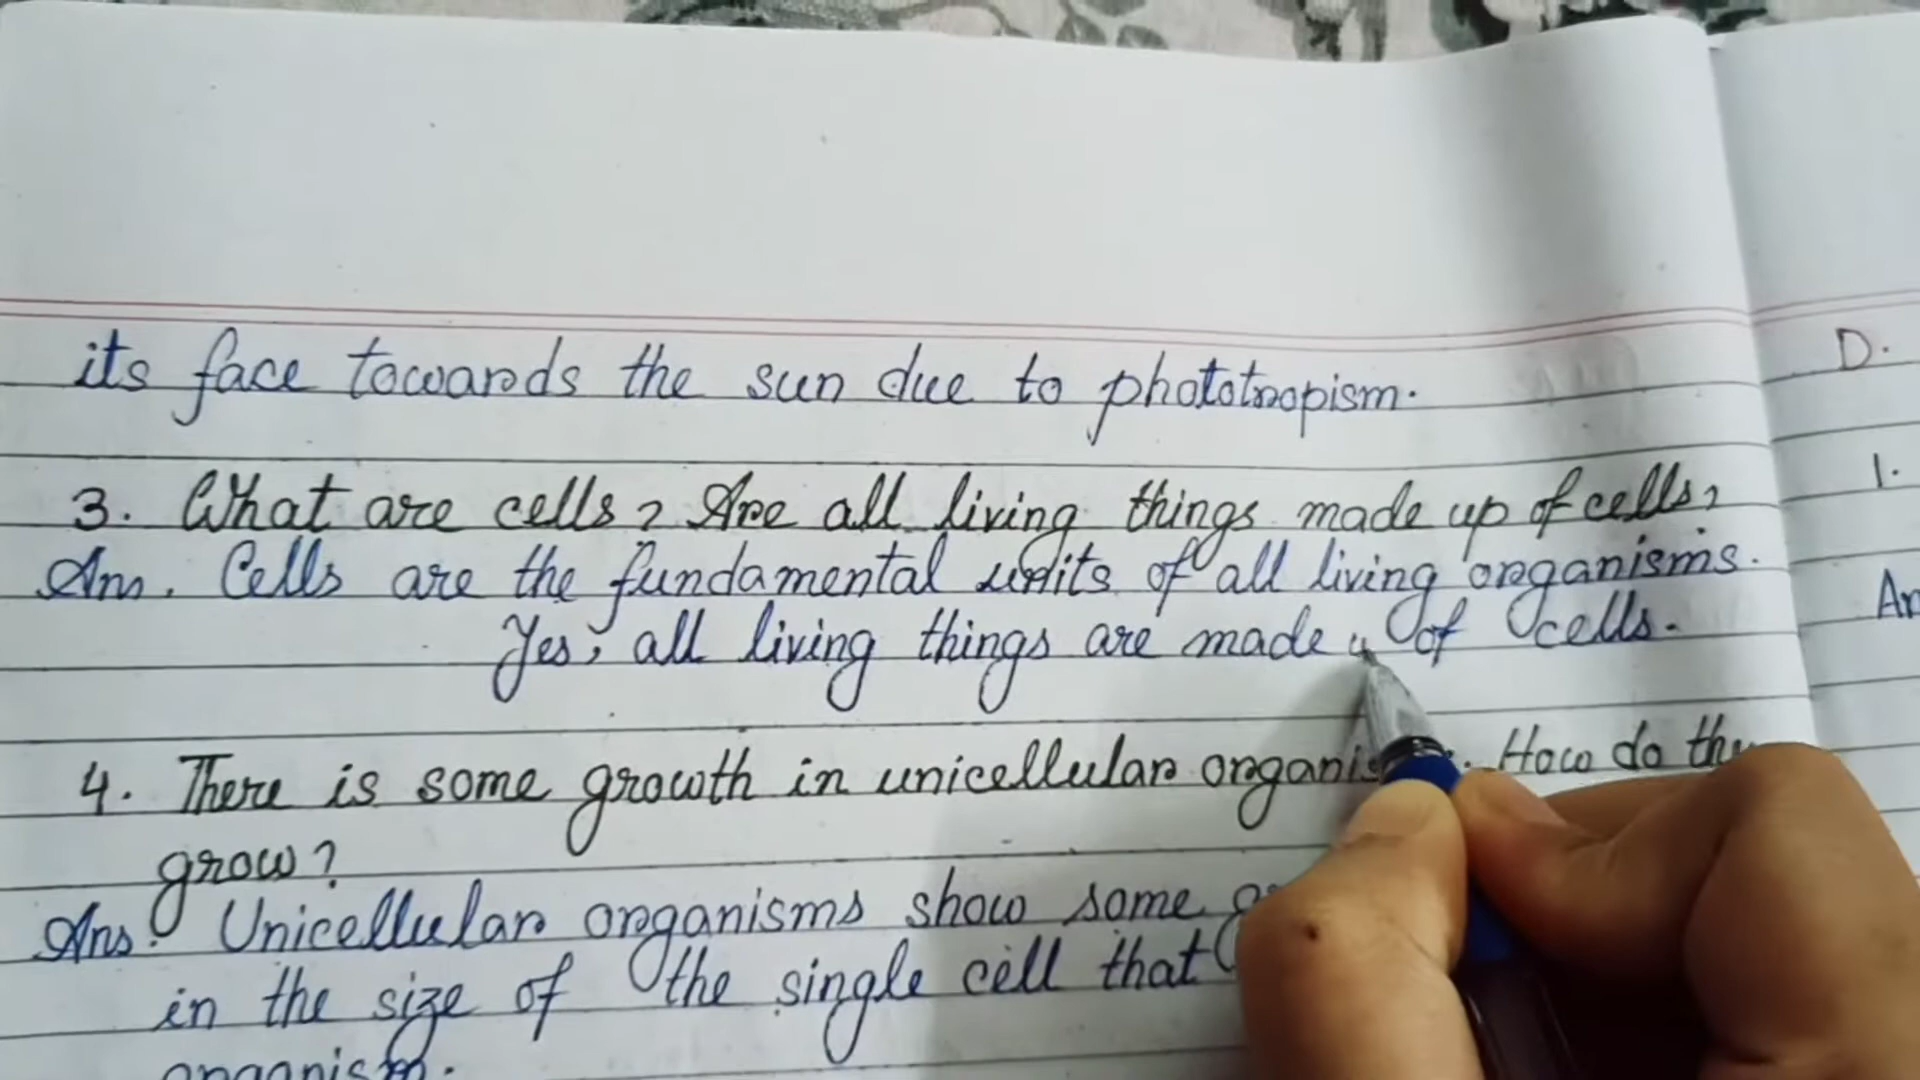 its face towards the sun due to phototropism.
3. What are cells? Are all living things made up of cells?
Ans. Cells are the fundamental units of all living organisms.
Yes, all living things are made of cells.
4. There is some growth in unicellular How do
grow?
Ans. Unicellular organisms show some
in the size of the single cell that
organism.
D.
1.